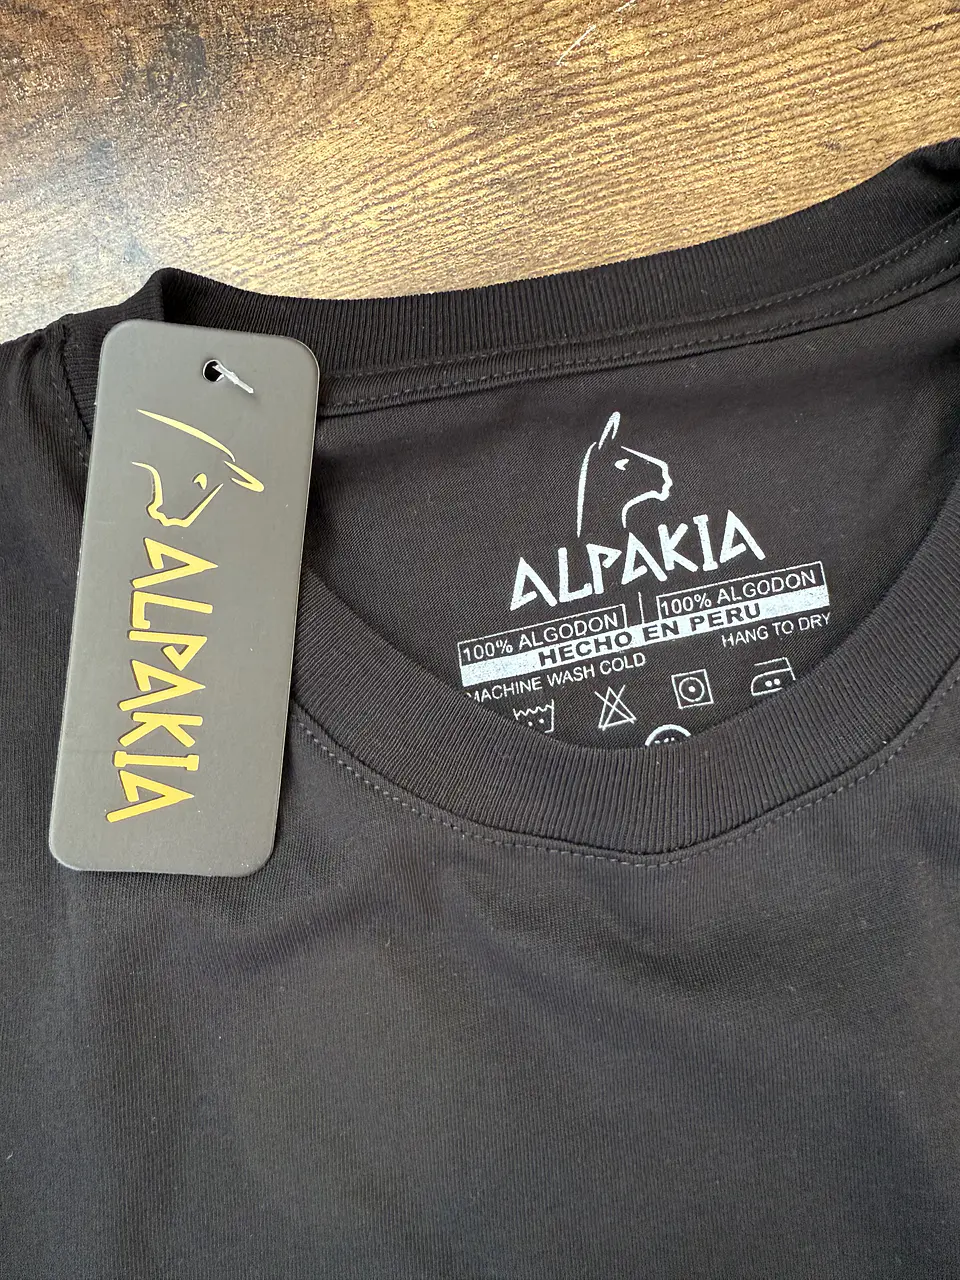 ALPAKIA
ALPAKIA
100% ALGODON | 100% ALGODON
HECHO EN PERU
MACHINE WASH COLD HANG TO DRY